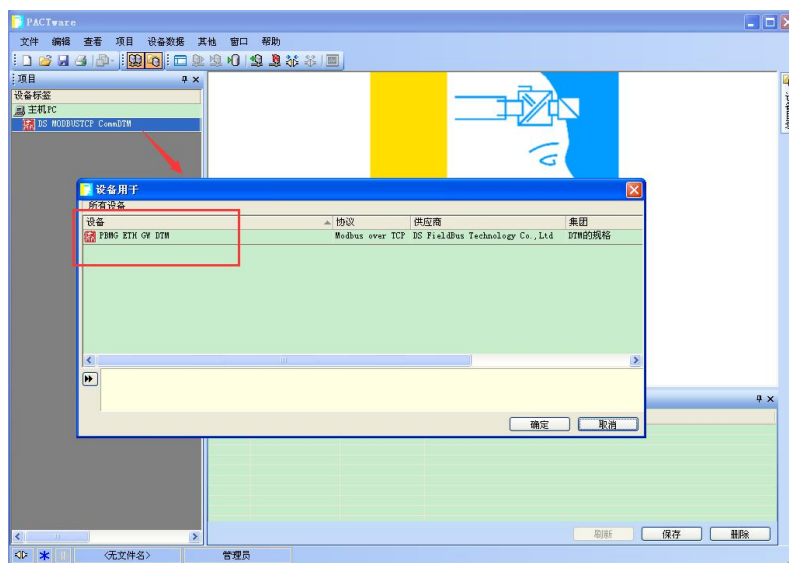 PACTware
文件 编辑 查看 项目 设备数据 其他 窗口 帮助
项目
设备标签
主机PC
DS MODBUSTCP CommDTM
设备用于
所有设备
设备 协议 供应商 集团
PBMG ETH GW DTM Modbus over TCP DS FieldBus Technology Co., Ltd DTM的规格
确定 取消
刷新 保存 删除
<无文件名> 管理员